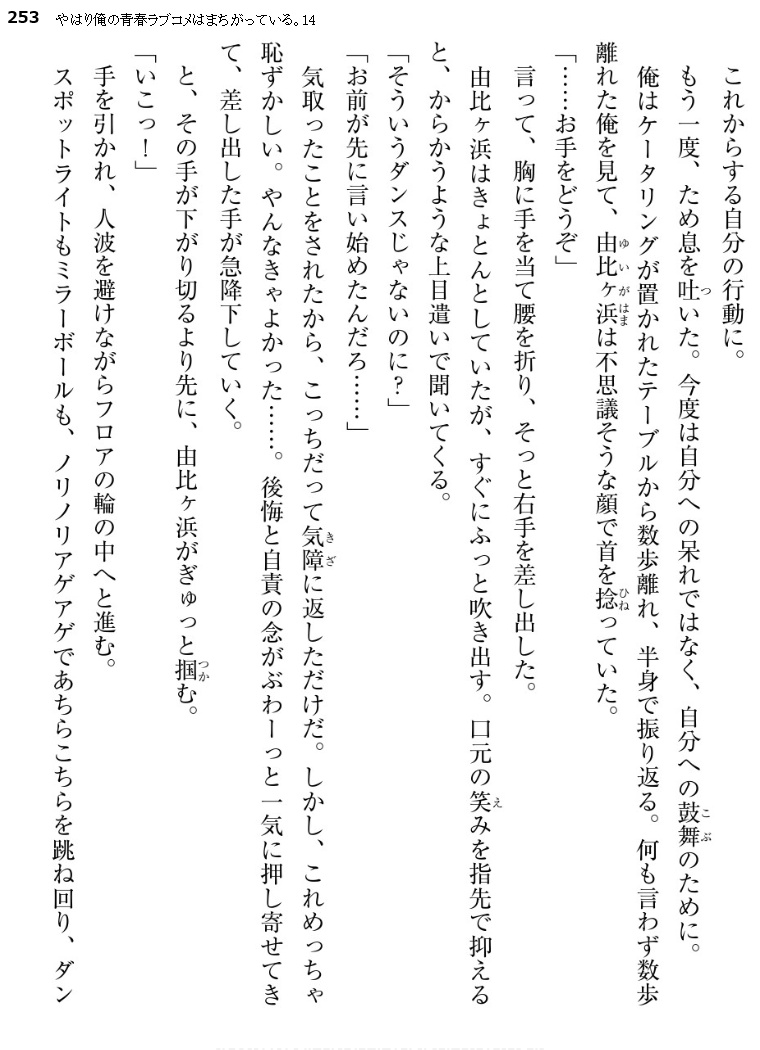 253 やはり俺の青春ラブコメはまちがっている。14
これからする自分の行動に。
もう一度、ため息を吐いた。今度は自分への呆れではなく、自分への鼓舞のために。
俺はケータリングが置かれたテーブルから数歩離れ、半身で振り返る。何も言わず数歩
離れた俺を見て、由比ヶ浜は不思議そうな顔で首を捻っていた。
「……お手をどうぞ」
言って、胸に手を当て腰を折り、そっと右手を差し出した。
由比ヶ浜はきょとんとしていたが、すぐにふっと吹き出す。口元の笑みを指先で抑える
と、からかうような上目遣いで聞いてくる。
「そういうダンスじゃないのに?」
「お前が先に言い始めたんだろ……」
気取ったことをされたから、こっちだって気障に返しただけだ。しかし、これめっちゃ
恥ずかしい。やんなきゃよかった……。後悔と自責の念がぶわーっと一気に押し寄せてき
て、差し出した手が急降下していく。
と、その手が下がり切るより先に、由比ヶ浜がぎゅっと掴む。
「いこっ!」
手を引かれ、人波を避けながらフロアの輪の中へと進む。
スポットライトもミラーボールも、ノリノリアゲアゲであちらこちらを跳ね回り、ダン